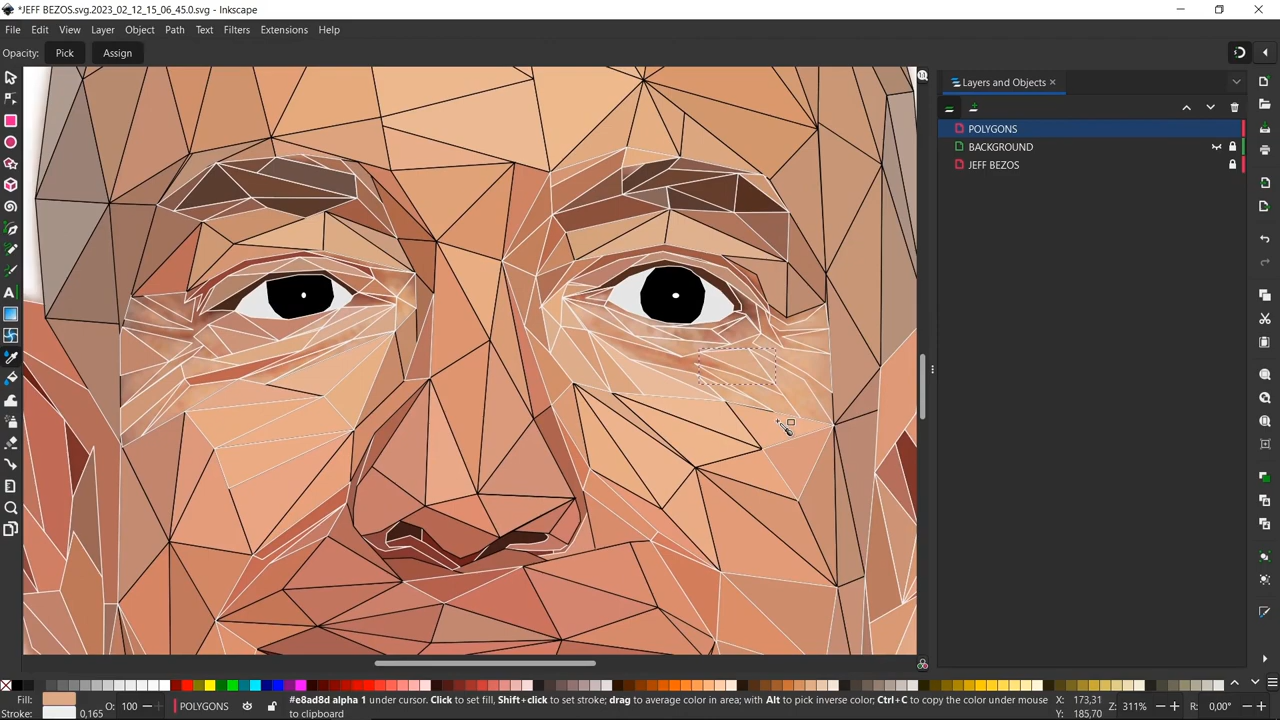 *JEFF BEZOS.svg.2023_02_12_15_06_45.0.svg - Inkscape
File Edit View Layer Object Path Text Filters Extensions Help
Opacity: Pick Assign
Layers and Objects
POLYGONS
BACKGROUND
JEFF BEZOS
Fill:
Stroke: 0,165
O: 100
POLYGONS
#e8ad8d alpha 1 under cursor. Click to set fill, Shift+click to set stroke; drag to average color in area; with Alt to pick inverse color; Ctrl+C to copy the color under mouse
to clipboard
X: 173,31
Y: 185,70
Z: 311%
R: 0,00°